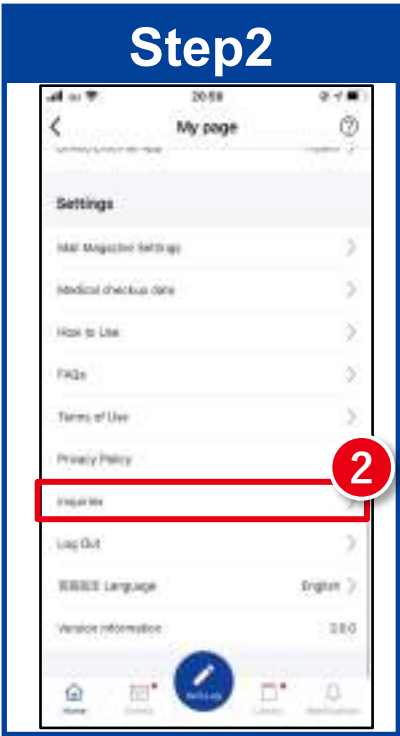 Step2
20:59
My page
Settings
Mail Magazine Settings
Medical checkup date
How to Use
FAQs
Terms of Use
Privacy Policy
2
Inquiries
Log Out
Language English
Version Information
Home